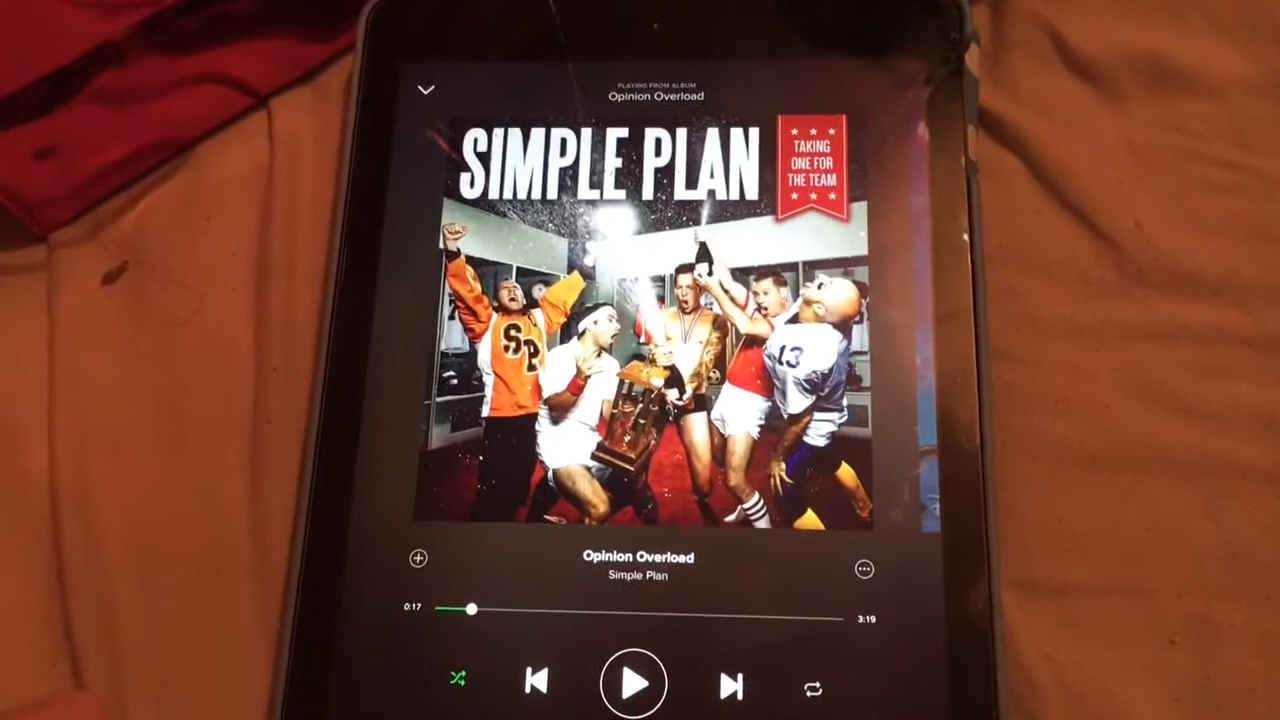 PLAYING FROM ALBUM
Opinion Overload
SIMPLE PLAN
TAKING
ONE FOR
THE TEAM
SP
13
Opinion Overload
Simple Plan
0:17
3:19